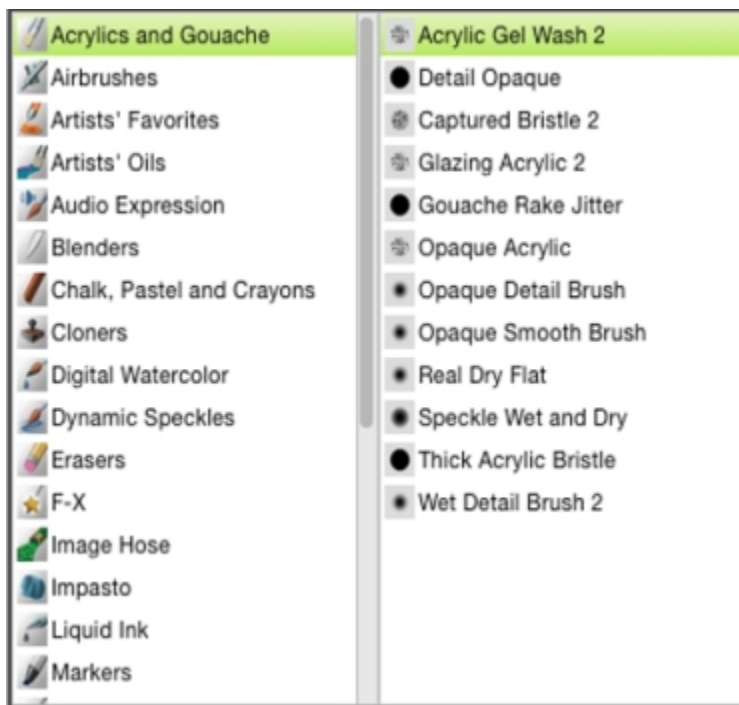 Acrylics and Gouache
Airbrushes
Artists' Favorites
Artists' Oils
Audio Expression
Blenders
Chalk, Pastel and Crayons
Cloners
Digital Watercolor
Dynamic Speckles
Erasers
F-X
Image Hose
Impasto
Liquid Ink
Markers
Acrylic Gel Wash 2
Detail Opaque
Captured Bristle 2
Glazing Acrylic 2
Gouache Rake Jitter
Opaque Acrylic
Opaque Detail Brush
Opaque Smooth Brush
Real Dry Flat
Speckle Wet and Dry
Thick Acrylic Bristle
Wet Detail Brush 2